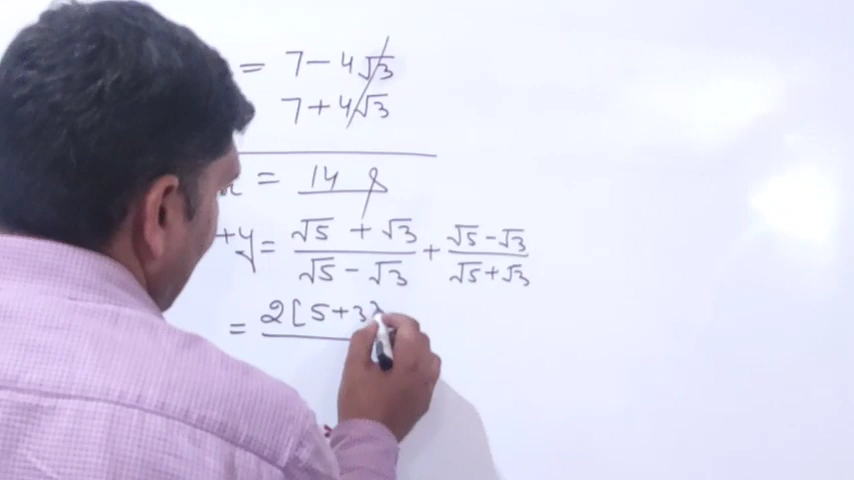 = 7 - 4√3
7 + 4√3
= 14
+ y = (√5 + √3)/(√5 - √3) + (√5 - √3)/(√5 + √3)
= 2[5+3